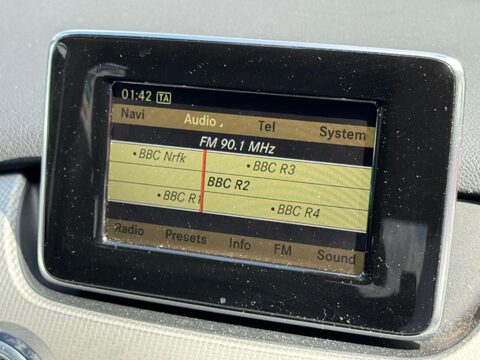 01:42 TA
Navi Audio Tel System
FM 90.1 MHz
•BBC Nrfk •BBC R3
BBC R2
•BBC R1 •BBC R4
Radio Presets Info FM Sound